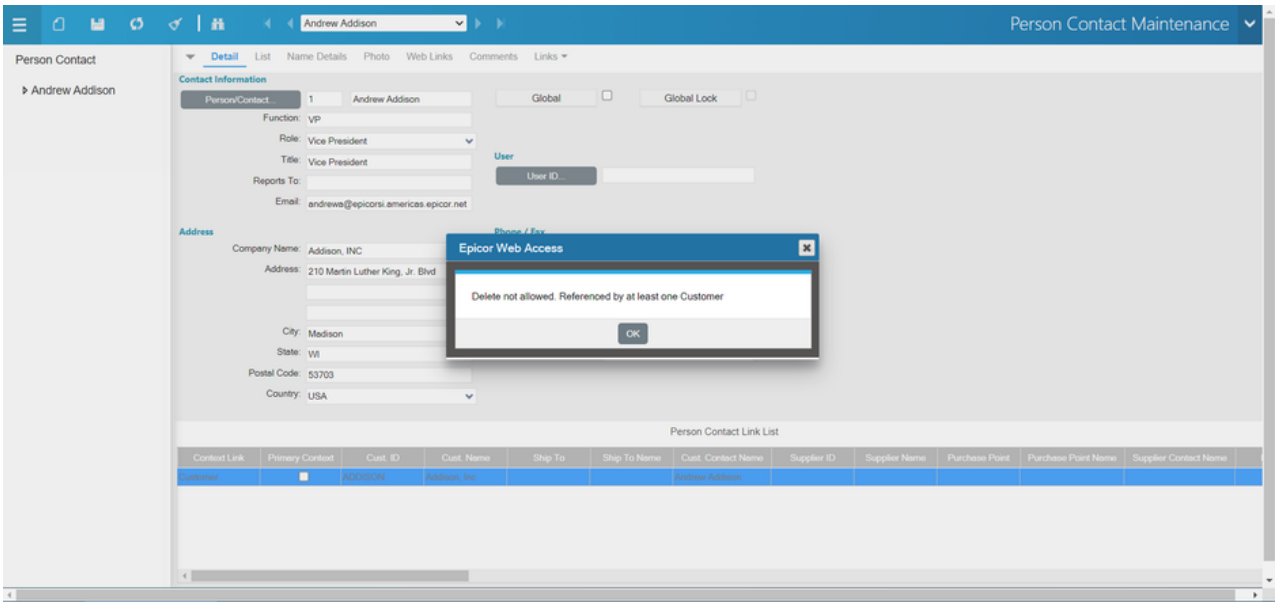 Andrew Addison
Person Contact Maintenance
Person Contact
Andrew Addison
Detail List Name Details Photo Web Links Comments Links
Contact Information
Person/Contact... 1 Andrew Addison Global Global Lock
Function: VP
Role: Vice President
Title: Vice President
User
Reports To:
User ID...
Email: andrewa@epicorsi.americas.epicor.net
Address
Phone / Fax
Company Name: Addison, INC
Address: 210 Martin Luther King, Jr. Blvd
City: Madison
State: WI
Postal Code: 53703
Country: USA
Epicor Web Access
Delete not allowed. Referenced by at least one Customer
OK
Person Contact Link List
Context Link Primary Context Cust. ID Cust. Name Ship To Ship To Name Cust. Contact Name Supplier ID Supplier Name Purchase Point Purchase Point Name Supplier Contact Name
Customer ADDISON Addison, Inc Andrew Addison